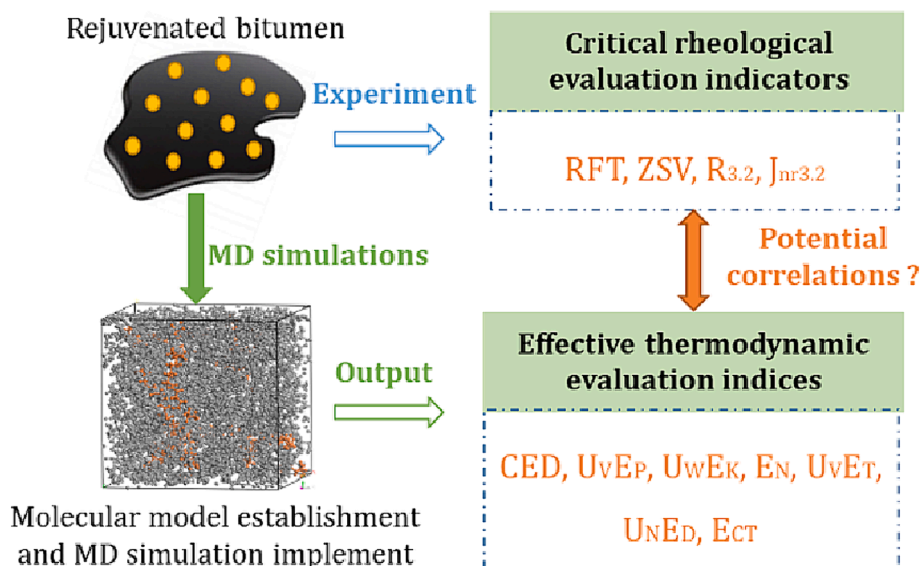 Rejuvenated bitumen
Experiment
Critical rheological
evaluation indicators
RFT, ZSV, R3.2, Jnr3.2
MD simulations
Potential
correlations ?
Output
Effective thermodynamic
evaluation indices
CED, UVEP, UWEK, EN, UVET,
UNED, ECT
Molecular model establishment
and MD simulation implement